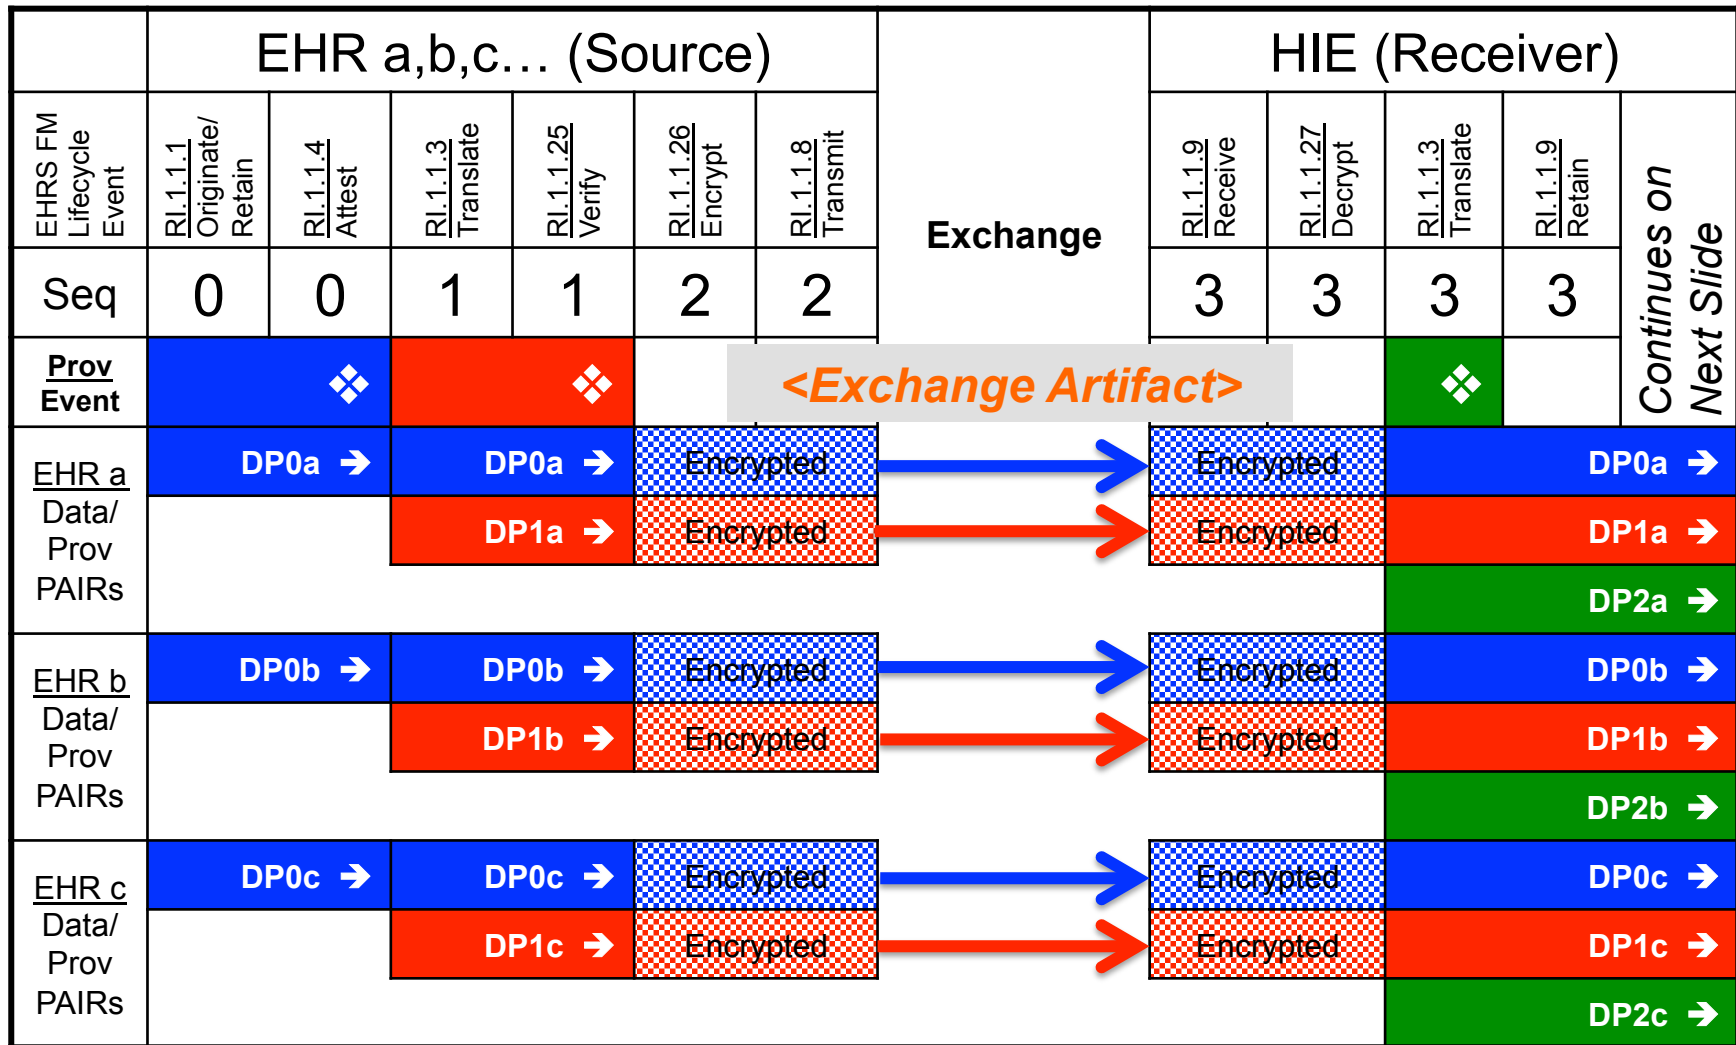 EHR a,b,c... (Source)
HIE (Receiver)
EHRS FM
Lifecycle
Event
RI.1.1.1
Originate/
Retain
RI.1.1.4
Attest
RI.1.1.3
Translate
RI.1.1.25
Verify
RI.1.1.26
Encrypt
RI.1.1.8
Transmit
Exchange
RI.1.1.9
Receive
RI.1.1.27
Decrypt
RI.1.1.3
Translate
RI.1.1.9
Retain
Continues on
Next Slide
Seq 0 0 1 1 2 2 3 3 3 3
Prov
Event
❖ ❖ <Exchange Artifact> ❖
EHR a
Data/
Prov
PAIRs
DP0a ➔ DP0a ➔ Encrypted Encrypted DP0a ➔
DP1a ➔ Encrypted Encrypted DP1a ➔
DP2a ➔
EHR b
Data/
Prov
PAIRs
DP0b ➔ DP0b ➔ Encrypted Encrypted DP0b ➔
DP1b ➔ Encrypted Encrypted DP1b ➔
DP2b ➔
EHR c
Data/
Prov
PAIRs
DP0c ➔ DP0c ➔ Encrypted Encrypted DP0c ➔
DP1c ➔ Encrypted Encrypted DP1c ➔
DP2c ➔